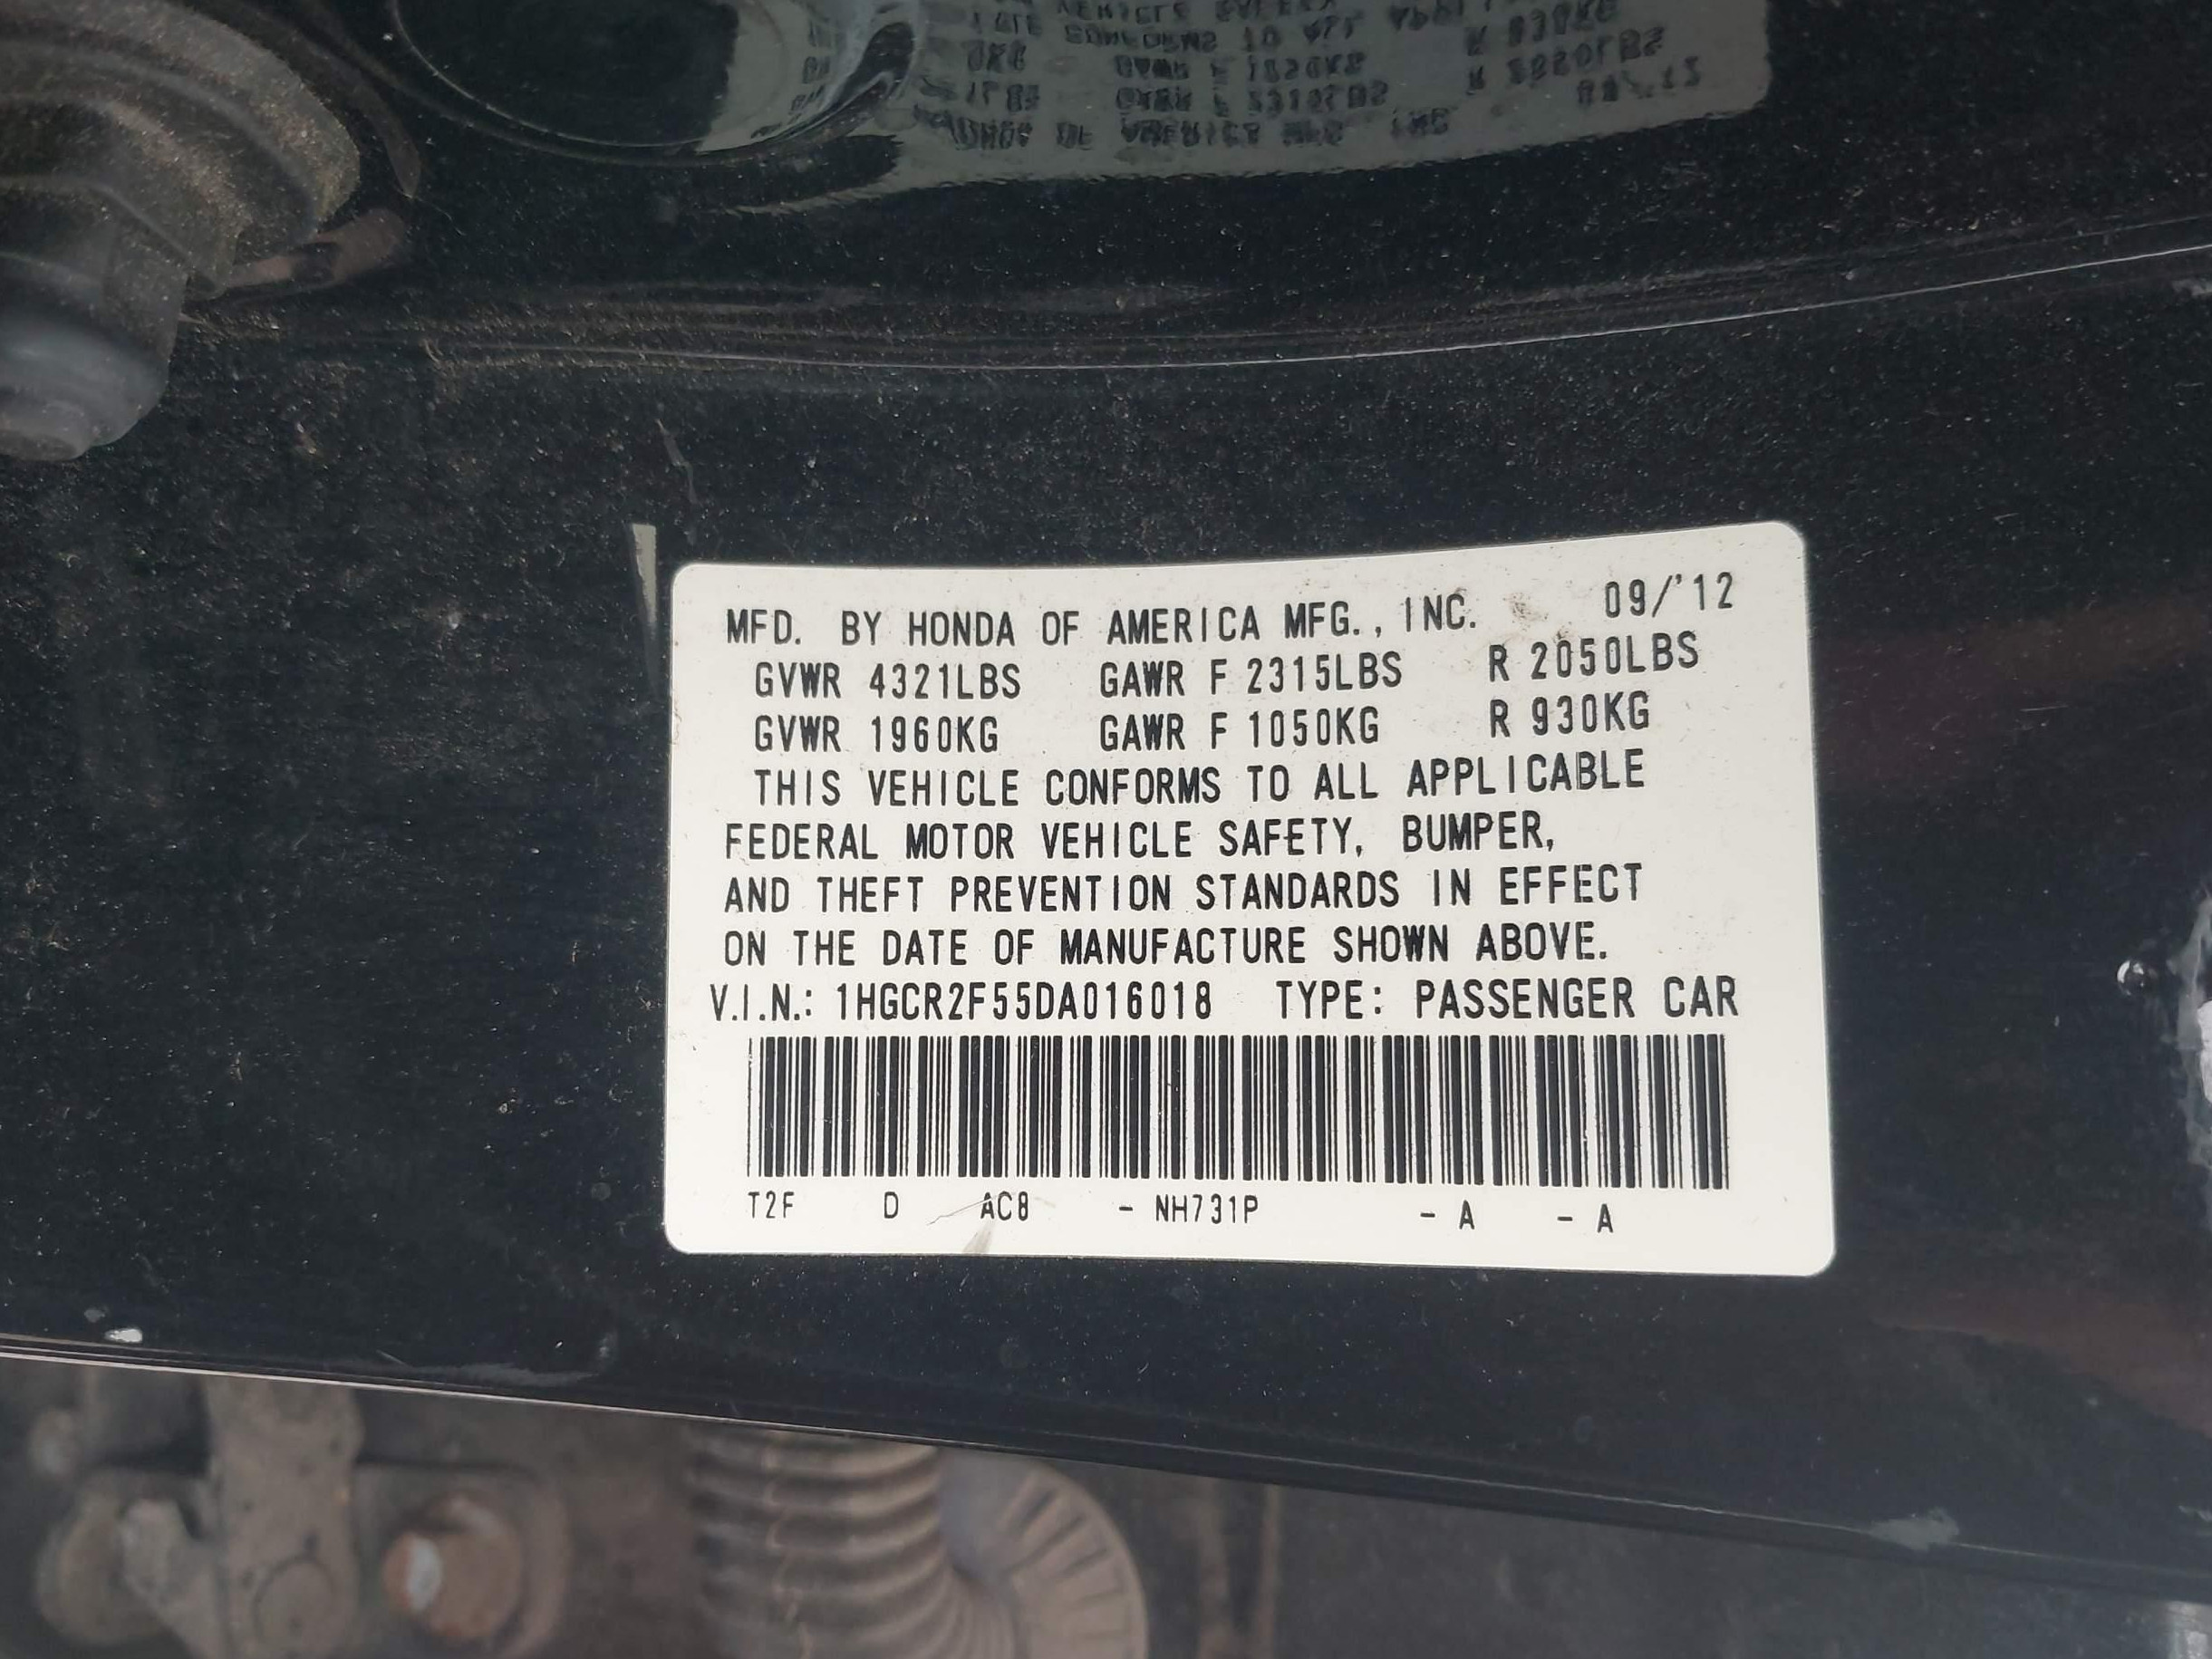 MFD. BY HONDA OF AMERICA MFG., INC. 09/'12
GVWR 4321LBS GAWR F 2315LBS R 2050LBS
GVWR 1960KG GAWR F 1050KG R 930KG
THIS VEHICLE CONFORMS TO ALL APPLICABLE
FEDERAL MOTOR VEHICLE SAFETY, BUMPER,
AND THEFT PREVENTION STANDARDS IN EFFECT
ON THE DATE OF MANUFACTURE SHOWN ABOVE.
V.I.N.: 1HGCR2F55DA016018 TYPE: PASSENGER CAR
T2F D AC8 - NH731P - A - A